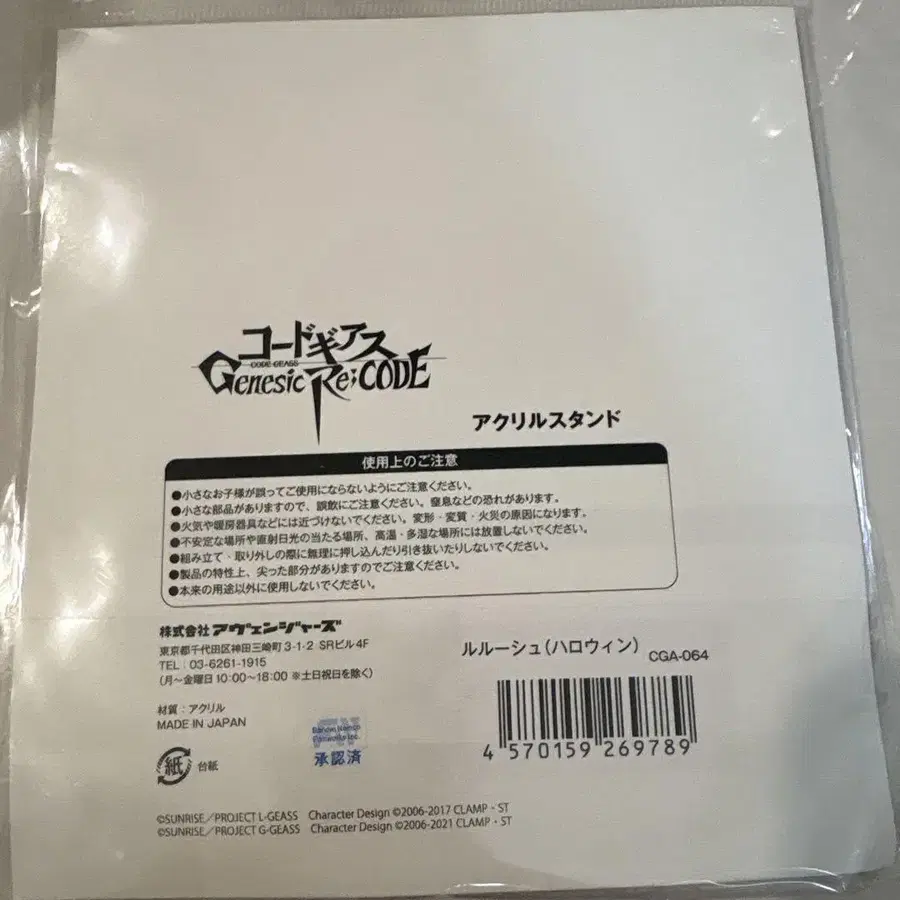 コードギアス
CODE GEASS
Genesic Re;CODE
アクリルスタンド
使用上のご注意
●小さなお子様が誤ってご使用にならないようにご注意ください。
●小さな部品がありますので、誤飲にご注意ください。窒息などの恐れがあります。
●火気や暖房器具などには近づけないでください。変形・変質・火災の原因になります。
●不安定な場所や直射日光の当たる場所、高温・多湿な場所には放置しないでください。
●組み立て・取り外しの際に無理に押し込んだり引き抜いたりしないでください。
●製品の特性上、尖った部分がありますのでご注意ください。
●本来の用途以外に使用しないでください。
株式会社アヴェンジャーズ
東京都千代田区神田三崎町3-1-2 SRビル4F
TEL：03-6261-1915
（月～金曜日10:00～18:00 ※土日祝日を除く）
材質：アクリル
MADE IN JAPAN
紙 台紙
Bandai Namco
Filmworks Inc.
承認済
ルルーシュ（ハロウィン） CGA-064
4 570159 269789
©SUNRISE／PROJECT L-GEASS Character Design ©2006-2017 CLAMP・ST
©SUNRISE／PROJECT G-GEASS Character Design ©2006-2021 CLAMP・ST